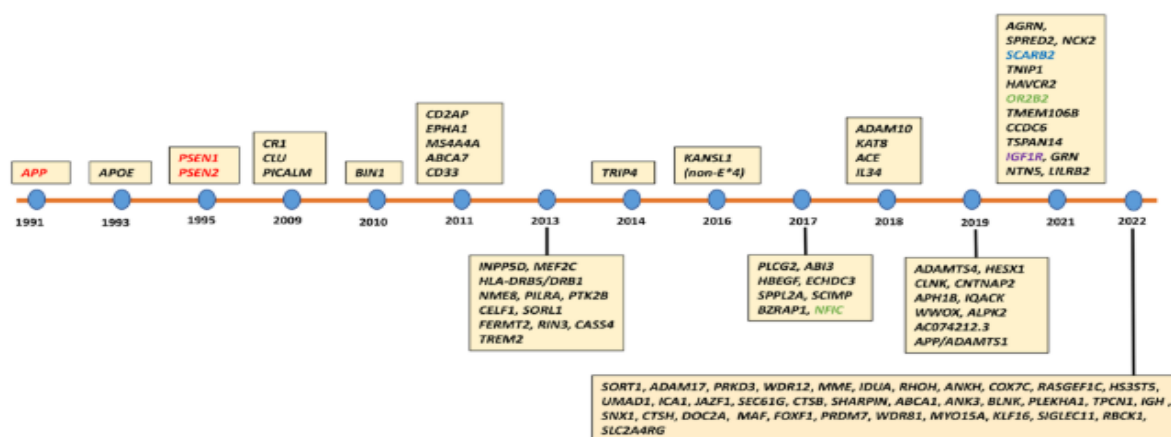 AGRN,
SPRED2, NCK2
SCARB2
TNIP1
HAVCR2
OR2B2
TMEM106B
CCDC6
TSPAN14
IGF1R, GRN
NTN5, LILRB2
CD2AP
EPHA1
MS4A4A
ABCA7
CD33
ADAM10
KAT8
ACE
IL34
CR1
CLU
PICALM
PSEN1
PSEN2
KANSL1
(non-E*4)
APP
APOE
BIN1
TRIP4
1991 1993 1995 2009 2010 2011 2013 2014 2016 2017 2018 2019 2021 2022
INPP5D, MEF2C
HLA-DRB5/DRB1
NME8, PILRA, PTK2B
CELF1, SORL1
FERMT2, RIN3, CASS4
TREM2
PLCG2, ABI3
HBEGF, ECHDC3
SPPL2A, SCIMP
BZRAP1, NFIC
ADAMTS4, HESX1
CLNK, CNTNAP2
APH1B, IQACK
WWOX, ALPK2
AC074212.3
APP/ADAMTS1
SORT1, ADAM17, PRKD3, WDR12, MME, IDUA, RHOH, ANKH, COX7C, RASGEF1C, HS3ST5,
UMAD1, ICA1, JAZF1, SEC61G, CTSB, SHARPIN, ABCA1, ANK3, BLNK, PLEKHA1, TPCN1, IGH ,
SNX1, CTSH, DOC2A, MAF, FOXF1, PRDM7, WDR81, MYO15A, KLF16, SIGLEC11, RBCK1,
SLC2A4RG